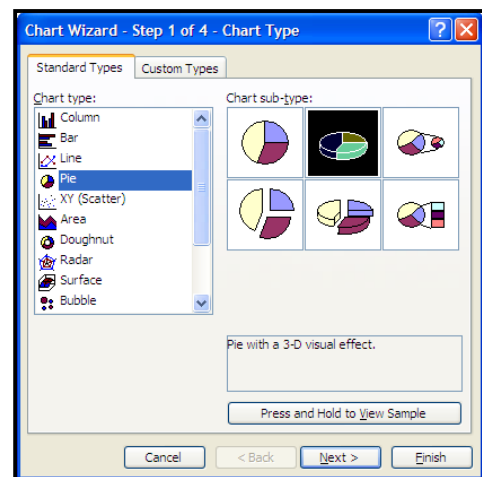 Chart Wizard - Step 1 of 4 - Chart Type
Standard Types
Custom Types
Chart type:
Column
Bar
Line
Pie
XY (Scatter)
Area
Doughnut
Radar
Surface
Bubble
Chart sub-type:
Pie with a 3-D visual effect.
Press and Hold to View Sample
Cancel
< Back
Next >
Finish